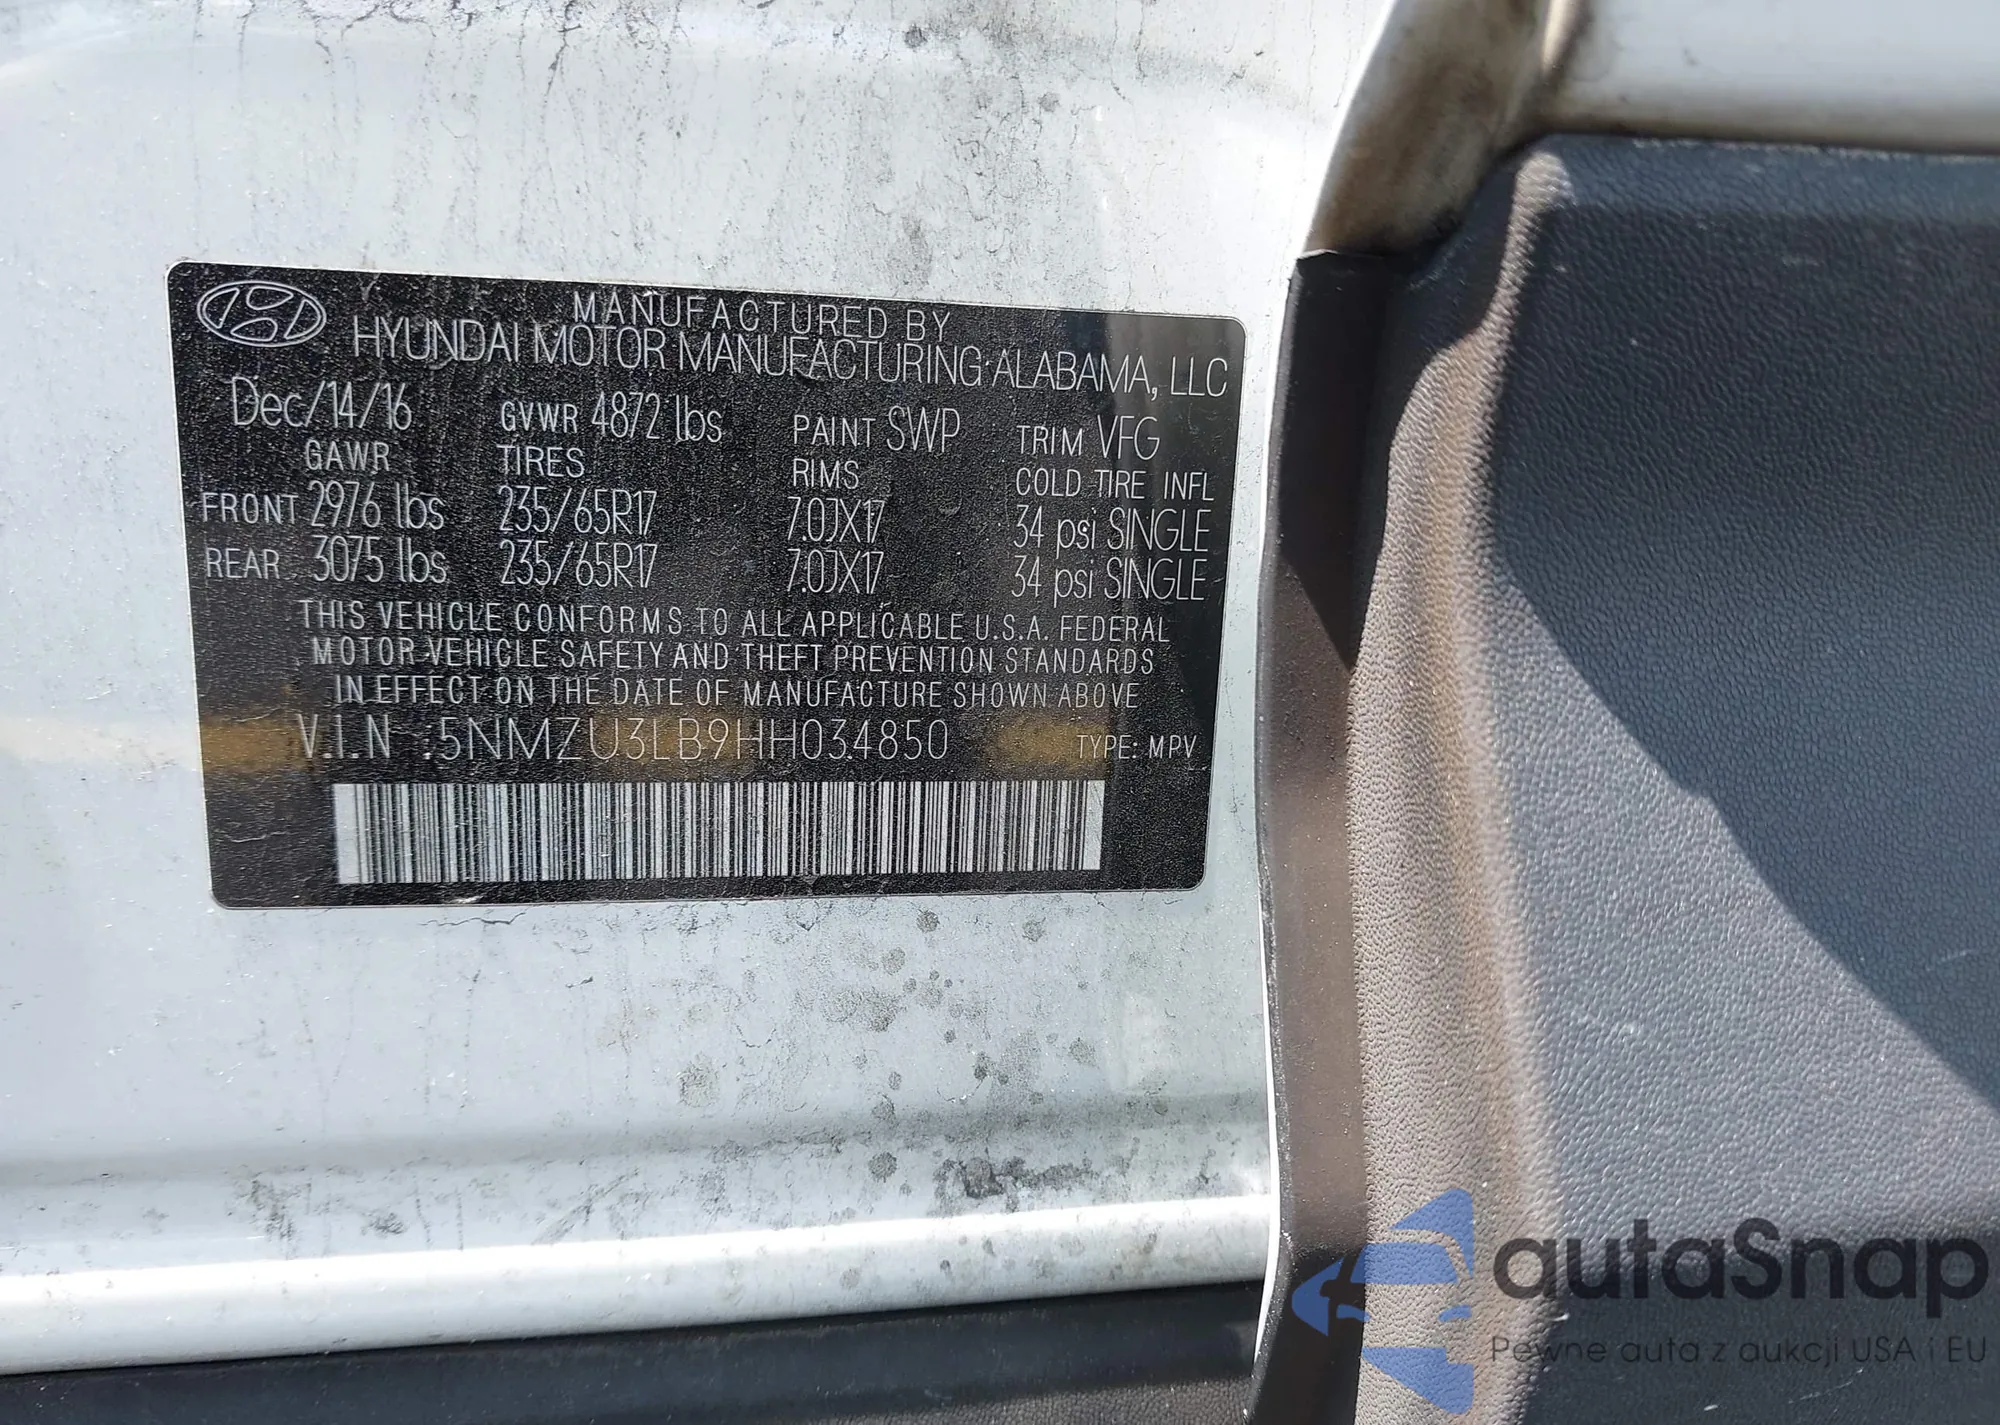 MANUFACTURED BY
HYUNDAI MOTOR MANUFACTURING ALABAMA, LLC
Dec/14/16 GVWR 4872 lbs PAINT SWP TRIM VFG
GAWR TIRES RIMS COLD TIRE INFL
FRONT 2976 lbs 235/65R17 7.0JX17 34 psi SINGLE
REAR 3075 lbs 235/65R17 7.0JX17 34 psi SINGLE
THIS VEHICLE CONFORMS TO ALL APPLICABLE U.S.A. FEDERAL
MOTOR VEHICLE SAFETY AND THEFT PREVENTION STANDARDS
IN EFFECT ON THE DATE OF MANUFACTURE SHOWN ABOVE
V.I.N :5NMZU3LB9HH034850 TYPE: MPV
autaSnap
Pewne auta z aukcji USA i EU